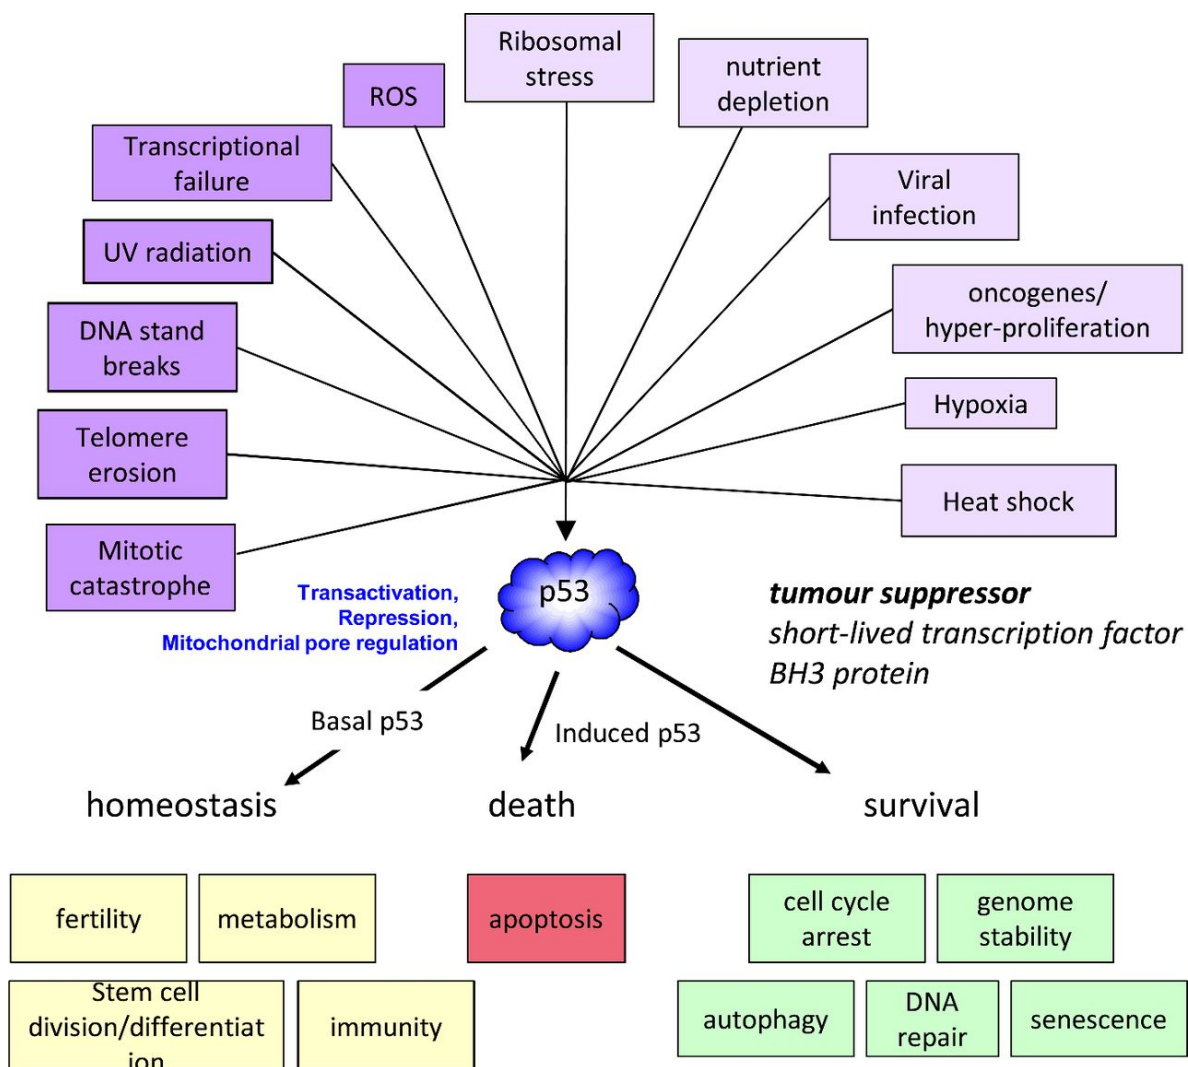 Ribosomal
stress
nutrient
depletion
ROS
Transcriptional
failure
Viral
infection
UV radiation
oncogenes/
hyper-proliferation
DNA stand
breaks
Hypoxia
Telomere
erosion
Heat shock
Mitotic
catastrophe
p53
Transactivation,
Repression,
Mitochondrial pore regulation
tumour suppressor
short-lived transcription factor
BH3 protein
Basal p53
Induced p53
homeostasis
death
survival
fertility
metabolism
apoptosis
cell cycle
arrest
genome
stability
Stem cell
division/differentiat
ion
immunity
autophagy
DNA
repair
senescence